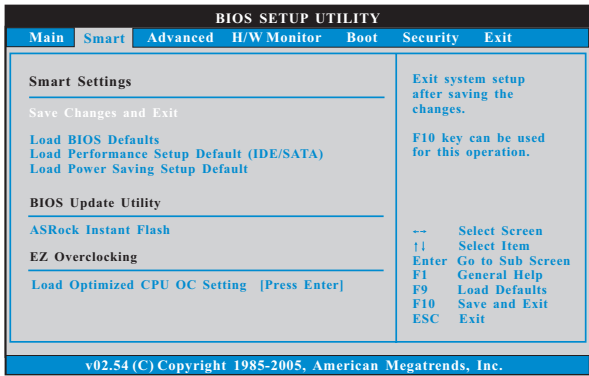 BIOS SETUP UTILITY
Main Smart Advanced H/W Monitor Boot Security Exit
Smart Settings
Save Changes and Exit
Load BIOS Defaults
Load Performance Setup Default (IDE/SATA)
Load Power Saving Setup Default
BIOS Update Utility
ASRock Instant Flash
EZ Overclocking
Load Optimized CPU OC Setting [Press Enter]
Exit system setup
after saving the
changes.
F10 key can be used
for this operation.
←→ Select Screen
↑↓ Select Item
Enter Go to Sub Screen
F1 General Help
F9 Load Defaults
F10 Save and Exit
ESC Exit
v02.54 (C) Copyright 1985-2005, American Megatrends, Inc.